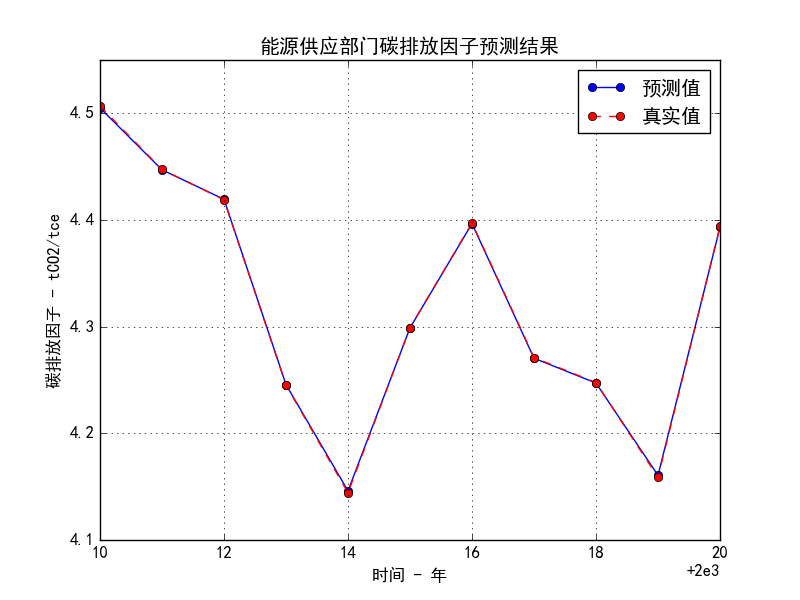 能源供应部门碳排放因子预测结果
预测值
真实值
4.5
4.4
4.3
4.2
4.1
碳排放因子 - tCO2/tce
10 12 14 16 18 20
+2e3
时间 - 年